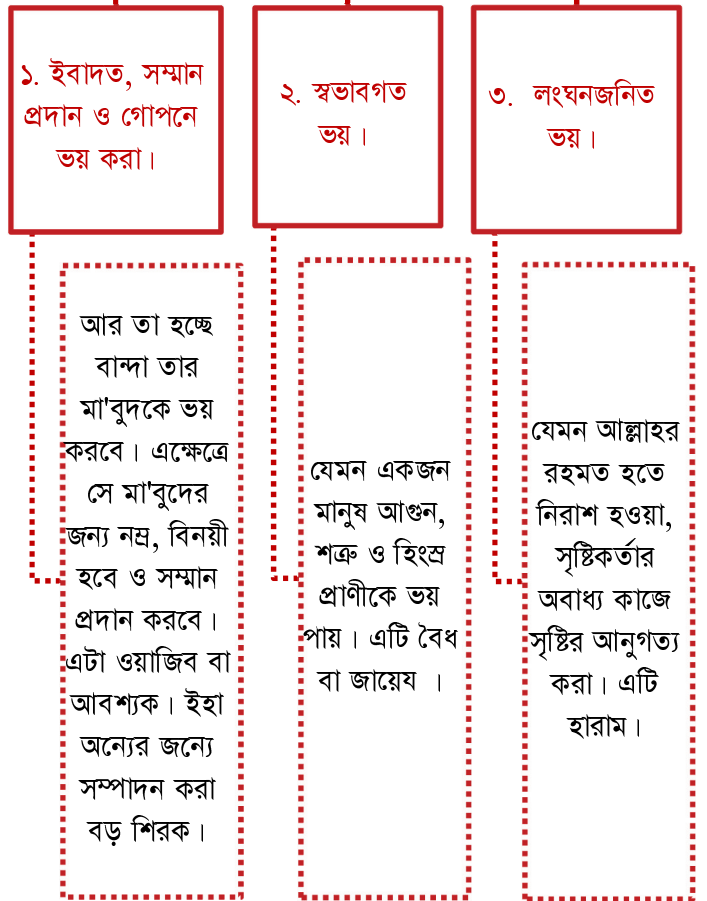 ১. ইবাদত, সম্মান
প্রদান ও গোপনে
ভয় করা।
২. স্বভাবগত
ভয়।
৩. লংঘনজনিত
ভয়।
আর তা হচ্ছে
বান্দা তার
মা'বুদকে ভয়
করবে। এক্ষেত্রে
সে মা'বুদের
জন্য নম্র, বিনয়ী
হবে ও সম্মান
প্রদান করবে।
এটা ওয়াজিব বা
আবশ্যক। ইহা
অন্যের জন্যে
সম্পাদন করা
বড় শিরক।
যেমন একজন
মানুষ আগুন,
শত্রু ও হিংস্র
প্রাণীকে ভয়
পায়। এটি বৈধ
বা জায়েয ।
যেমন আল্লাহর
রহমত হতে
নিরাশ হওয়া,
সৃষ্টিকর্তার
অবাধ্য কাজে
সৃষ্টির আনুগত্য
করা। এটি
হারাম।